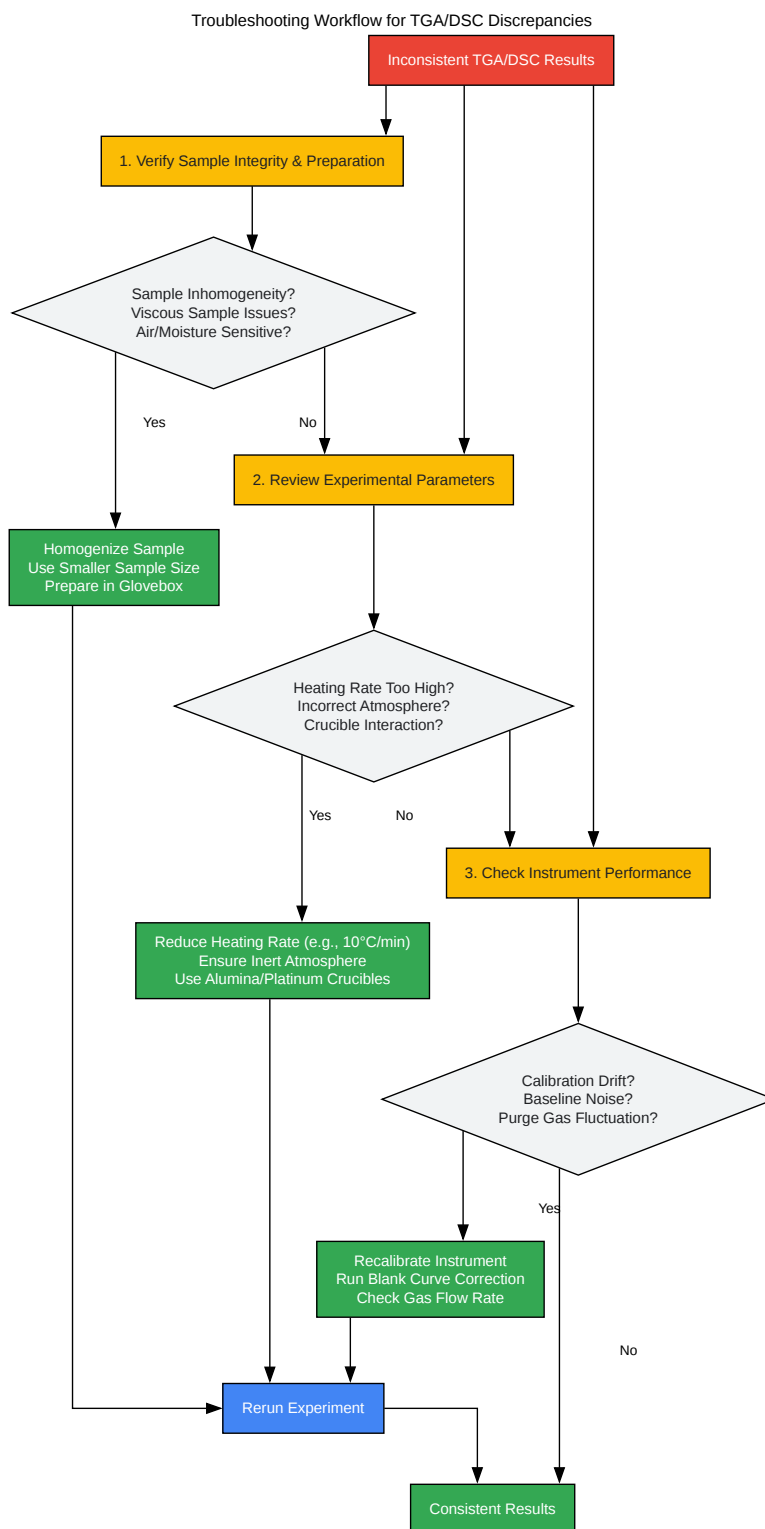 Troubleshooting Workflow for TGA/DSC Discrepancies
Inconsistent TGA/DSC Results
1. Verify Sample Integrity & Preparation
Sample Inhomogeneity?
Viscous Sample Issues?
Air/Moisture Sensitive?
Yes
No
2. Review Experimental Parameters
Homogenize Sample
Use Smaller Sample Size
Prepare in Glovebox
Heating Rate Too High?
Incorrect Atmosphere?
Crucible Interaction?
Yes
No
3. Check Instrument Performance
Reduce Heating Rate (e.g., 10°C/min)
Ensure Inert Atmosphere
Use Alumina/Platinum Crucibles
Calibration Drift?
Baseline Noise?
Purge Gas Fluctuation?
Yes
Recalibrate Instrument
Run Blank Curve Correction
Check Gas Flow Rate
No
Rerun Experiment
Consistent Results